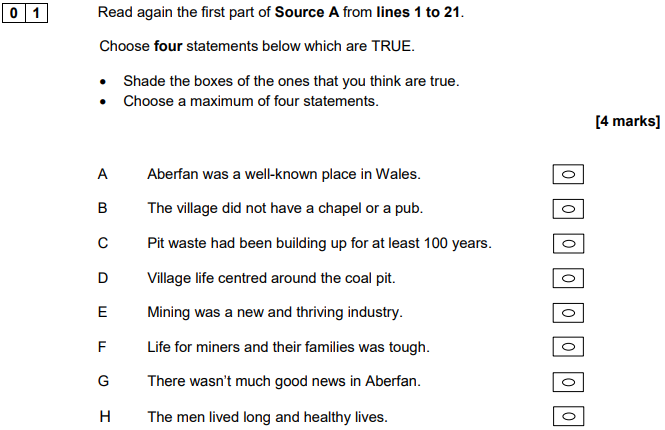 0 1 Read again the first part of Source A from lines 1 to 21.
Choose four statements below which are TRUE.
• Shade the boxes of the ones that you think are true.
• Choose a maximum of four statements.
[4 marks]
A Aberfan was a well-known place in Wales.
B The village did not have a chapel or a pub.
C Pit waste had been building up for at least 100 years.
D Village life centred around the coal pit.
E Mining was a new and thriving industry.
F Life for miners and their families was tough.
G There wasn’t much good news in Aberfan.
H The men lived long and healthy lives.